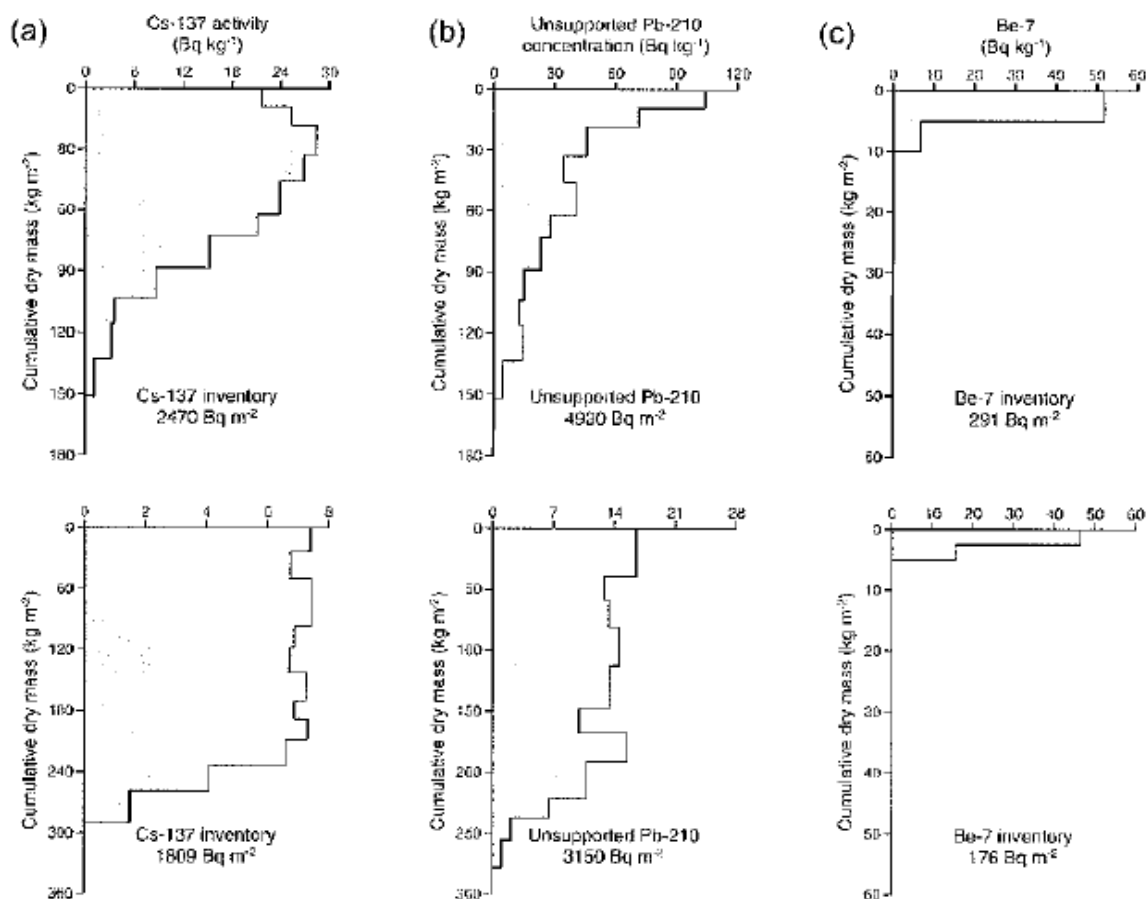 (a)
Cs-137 activity
(Bq kg⁻¹)
0 6 12 18 24 30
0
30
60
90
120
150
180
Cumulative dry mass (kg m⁻²)
Cs-137 inventory
2470 Bq m⁻²
(b)
Unsupported Pb-210
concentration (Bq kg⁻¹)
0 30 60 90 120
0
30
60
90
120
150
180
Cumulative dry mass (kg m⁻²)
Unsupported Pb-210
Bq m⁻²
(c)
Be-7
(Bq kg⁻¹)
0 10 20 30 40 50 60
0
10
20
30
40
50
60
Cumulative dry mass (kg m⁻²)
Be-7 inventory
291 Bq m⁻²
0 2 4 6 8
0
60
120
180
240
300
360
Cumulative dry mass (kg m⁻²)
Cs-137 inventory
1809 Bq m⁻²
0 7 14 21 28
0
50
100
150
200
250
Cumulative dry mass (kg m⁻²)
Unsupported Pb-210
3150 Bq m⁻²
0 10 20 30 40 50 60
0
10
20
30
40
50
60
Cumulative dry mass (kg m⁻²)
Be-7 inventory
176 Bq m⁻²